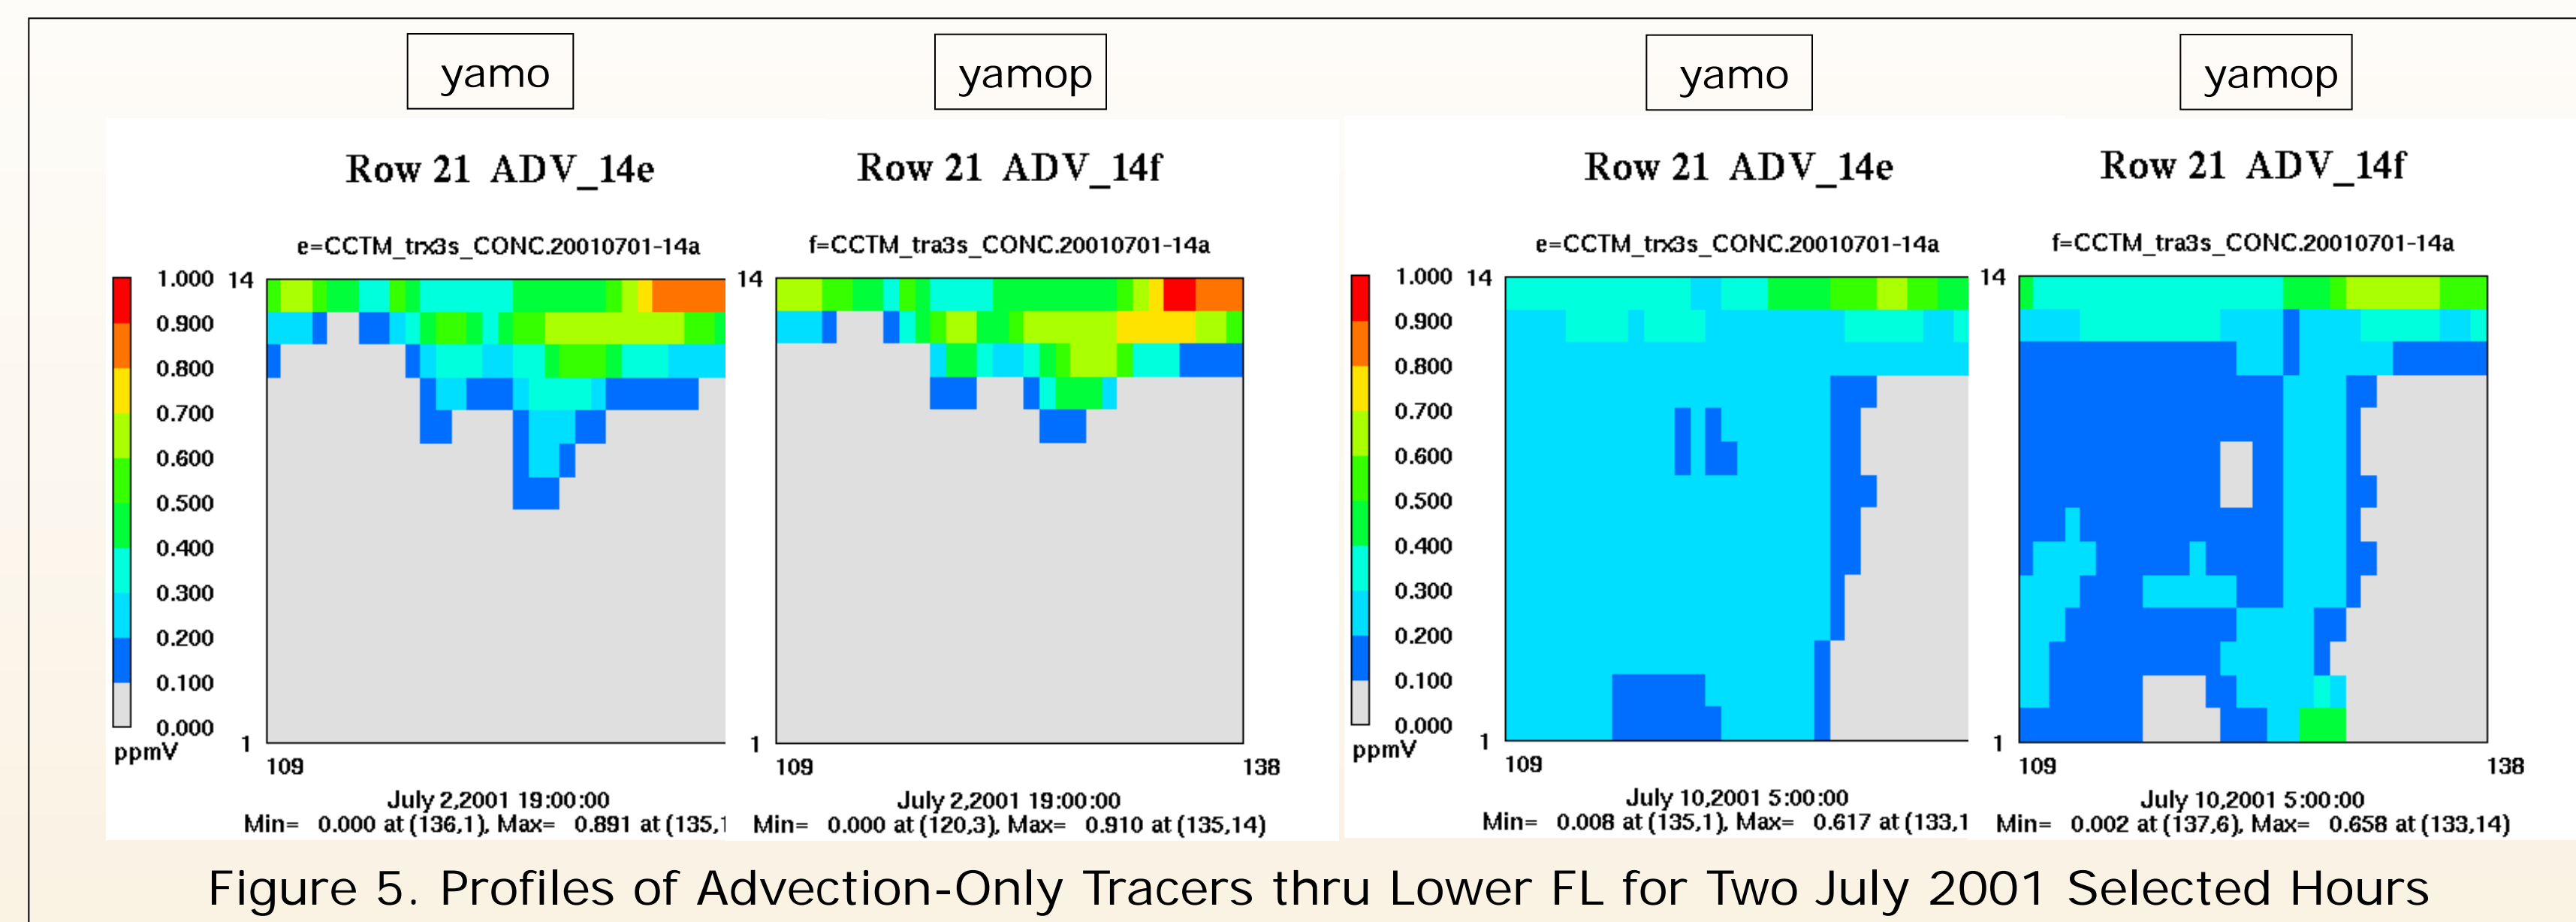 yamo
yamop
yamo
yamop
Row 21 ADV_14e
Row 21 ADV_14f
Row 21 ADV_14e
Row 21 ADV_14f
e=CCTM_trx3s_CONC.20010701-14a
f=CCTM_tra3s_CONC.20010701-14a
e=CCTM_trx3s_CONC.20010701-14a
f=CCTM_tra3s_CONC.20010701-14a
1.000
0.900
0.800
0.700
0.600
0.500
0.400
0.300
0.200
0.100
0.000
ppmV
14
1
109
July 2,2001 19:00:00
Min= 0.000 at (136,1), Max= 0.891 at (135,1
14
1
109
138
July 2,2001 19:00:00
Min= 0.000 at (120,3), Max= 0.910 at (135,14)
1.000
0.900
0.800
0.700
0.600
0.500
0.400
0.300
0.200
0.100
0.000
ppmV
14
1
109
July 10,2001 5:00:00
Min= 0.008 at (135,1), Max= 0.617 at (133,1
14
1
109
138
July 10,2001 5:00:00
Min= 0.002 at (137,6), Max= 0.658 at (133,14)
Figure 5. Profiles of Advection-Only Tracers thru Lower FL for Two July 2001 Selected Hours